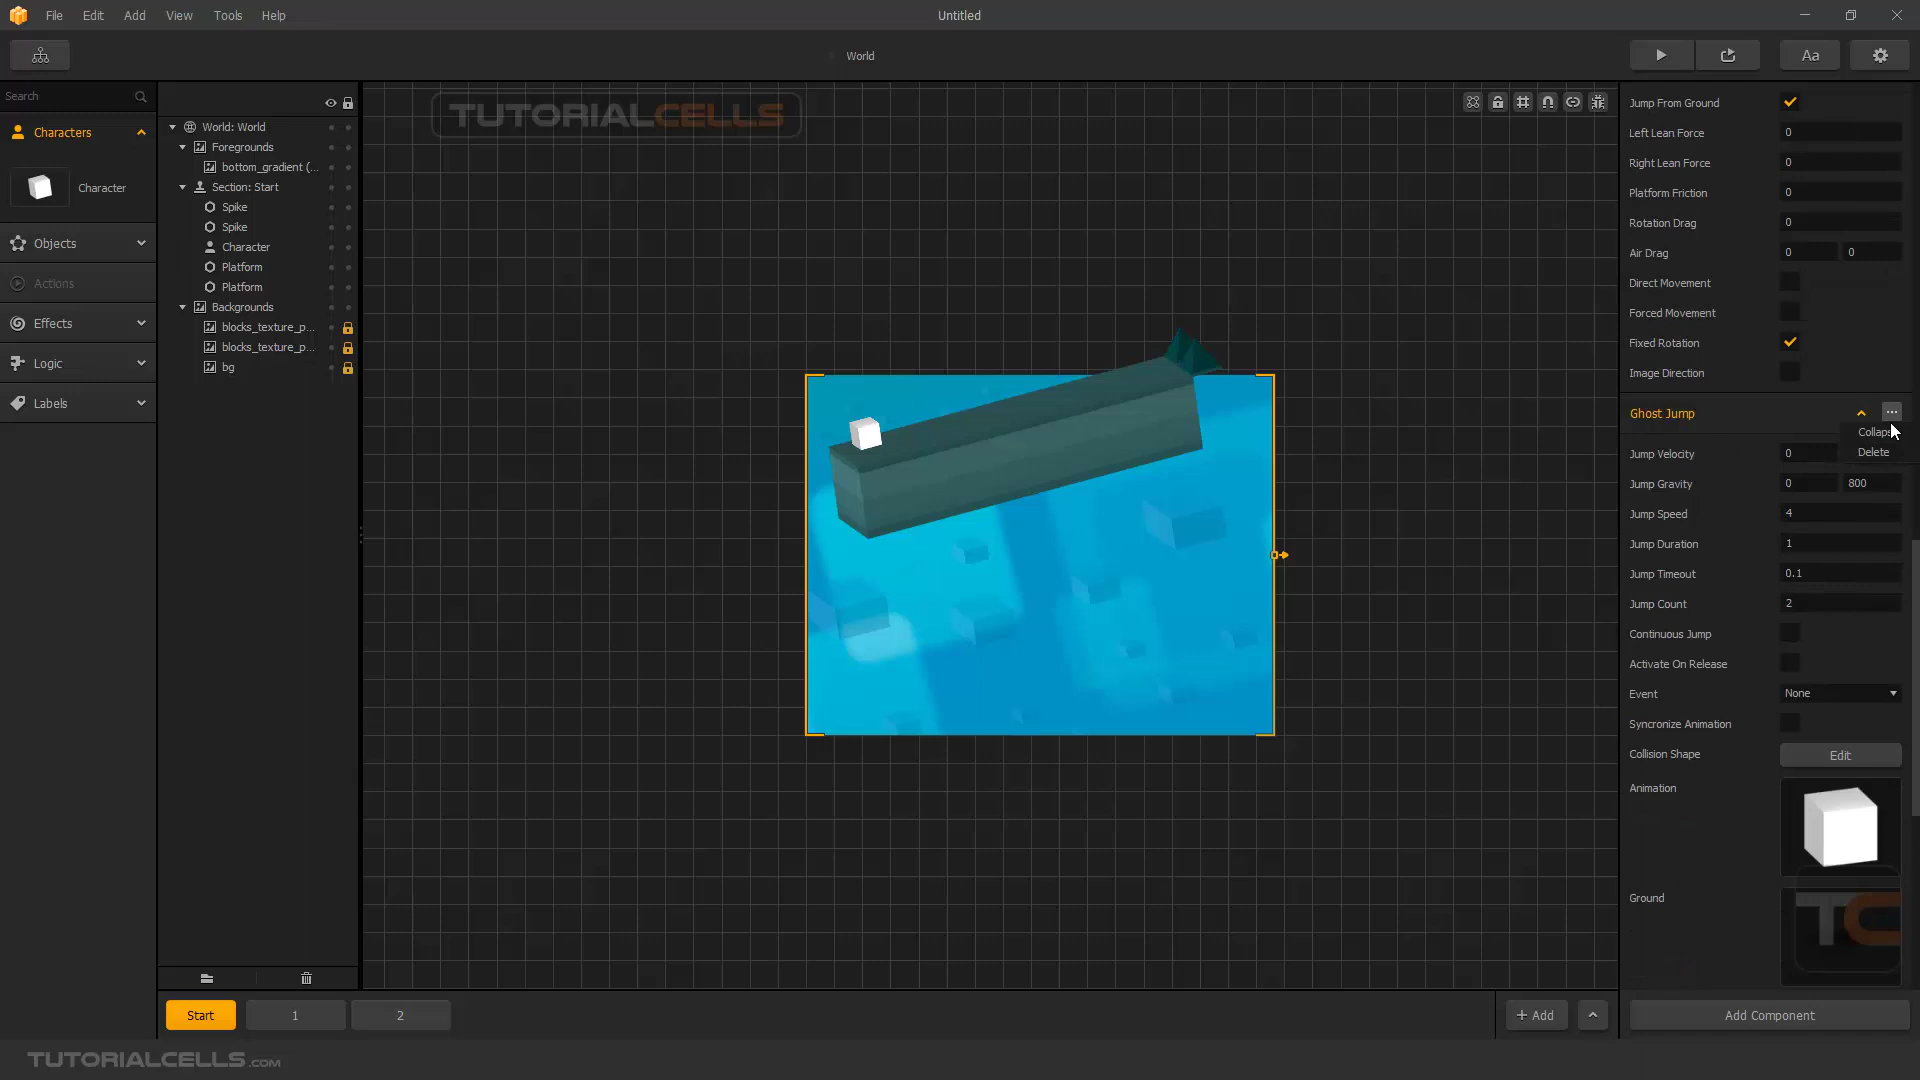 File Edit Add View Tools Help
Untitled
World
Aa
Search
TUTORIALCELLS
Characters
Character
Objects
Actions
Effects
Logic
Labels
World: World
Foregrounds
bottom_gradient (...
Section: Start
Spike
Spike
Character
Platform
Platform
Backgrounds
blocks_texture_p...
blocks_texture_p...
bg
Jump From Ground
Left Lean Force 0
Right Lean Force 0
Platform Friction 0
Rotation Drag 0
Air Drag 0 0
Direct Movement
Forced Movement
Fixed Rotation
Image Direction
Ghost Jump
Collaps
Delete
Jump Velocity 0
Jump Gravity 0 800
Jump Speed 4
Jump Duration 1
Jump Timeout 0.1
Jump Count 2
Continuous Jump
Activate On Release
Event None
Syncronize Animation
Collision Shape Edit
Animation
Ground
TC
Start 1 2
+ Add
Add Component
TUTORIALCELLS.COM